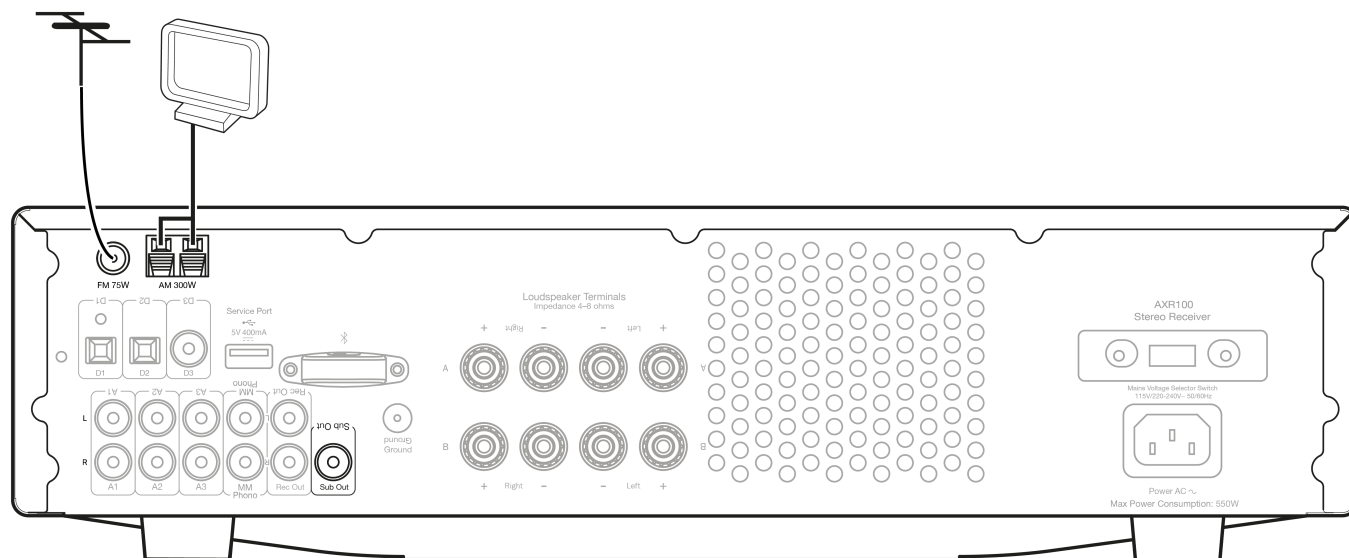 FM 75W
AM 300W
D1
D2
D3
D1
D2
D3
Service Port
5V 400mA
A1
A2
A3
MM
Phono
Rec Out
L
L
R
R
A1
A2
A3
MM
Phono
Rec Out
Sub Out
Sub Out
Ground
Ground
Loudspeaker Terminals
Impedance 4–8 ohms
+ Right – – Left +
A
A
B
B
+ Right – – Left +
AXR100
Stereo Receiver
Mains Voltage Selector Switch
115V/220-240V~ 50/60Hz
Power AC ~
Max Power Consumption: 550W